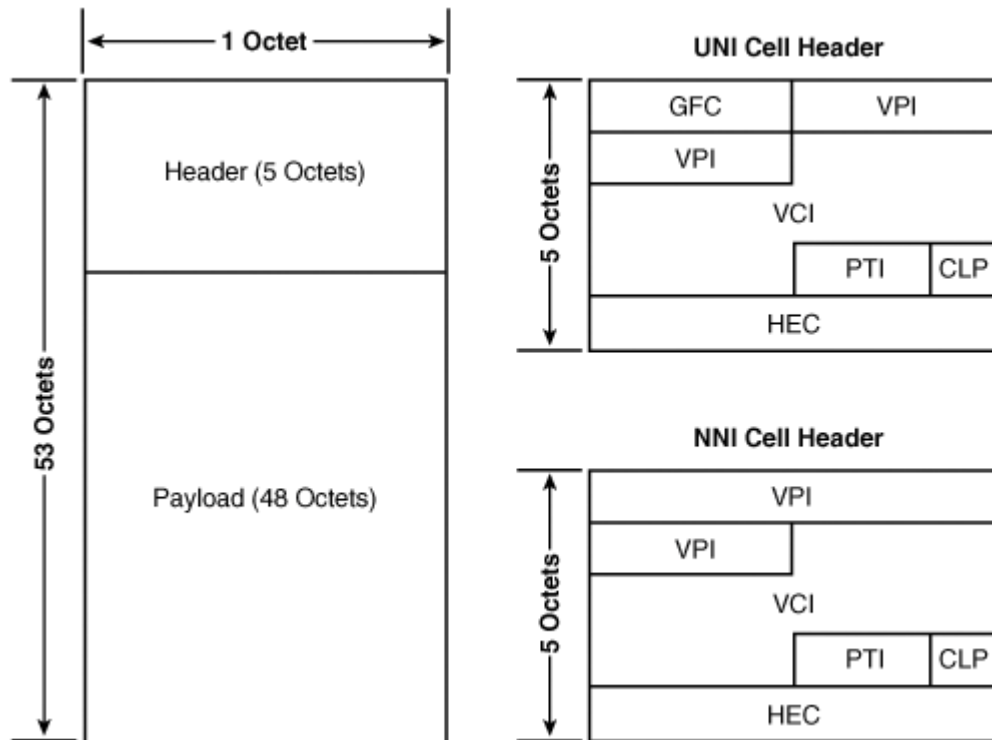 1 Octet
53 Octets
Header (5 Octets)
Payload (48 Octets)
UNI Cell Header
5 Octets
GFC VPI
VPI
VCI
PTI CLP
HEC
NNI Cell Header
5 Octets
VPI
VPI
VCI
PTI CLP
HEC